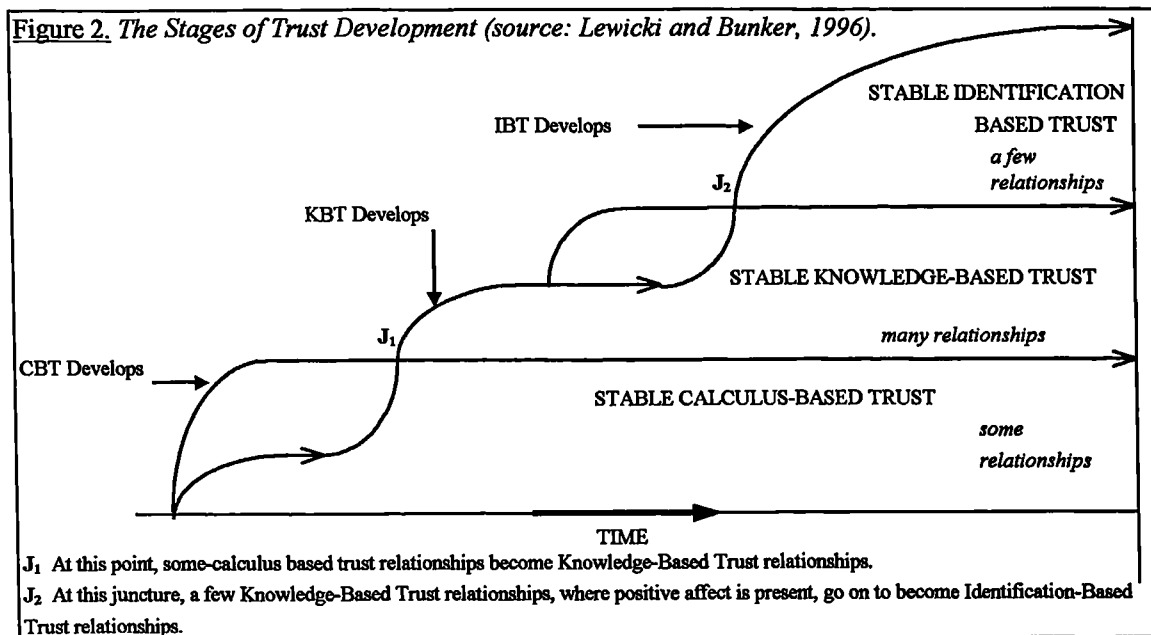 Figure 2. The Stages of Trust Development (source: Lewicki and Bunker, 1996).
STABLE IDENTIFICATION
BASED TRUST
a few
relationships
IBT Develops
J2
KBT Develops
STABLE KNOWLEDGE-BASED TRUST
J1
many relationships
CBT Develops
STABLE CALCULUS-BASED TRUST
some
relationships
TIME
J1 At this point, some-calculus based trust relationships become Knowledge-Based Trust relationships.
J2 At this juncture, a few Knowledge-Based Trust relationships, where positive affect is present, go on to become Identification-Based
Trust relationships.